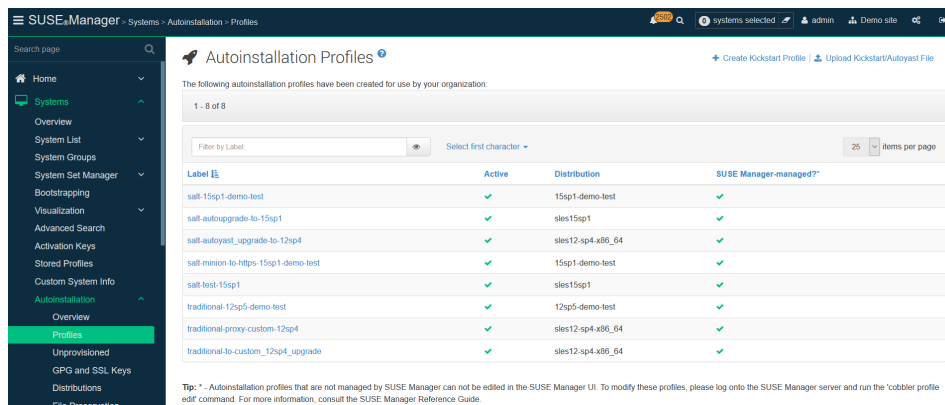 SUSE®Manager > Systems > Autoinstallation > Profiles
2502 0 systems selected admin Demo site
Search page
Home
Systems
Overview
System List
System Groups
System Set Manager
Bootstrapping
Visualization
Advanced Search
Activation Keys
Stored Profiles
Custom System Info
Autoinstallation
Overview
Profiles
Unprovisioned
GPG and SSL Keys
Distributions
File Preservation
Autoinstallation Profiles ?
+ Create Kickstart Profile | Upload Kickstart/Autoyast File
The following autoinstallation profiles have been created for use by your organization:
1 - 8 of 8
Filter by Label: Select first character 25 items per page
Label Active Distribution SUSE Manager-managed?*
salt-15sp1-demo-test 15sp1-demo-test
salt-autoupgrade-to-15sp1 sles15sp1
salt-autoyast_upgrade-to-12sp4 sles12-sp4-x86_64
salt-minion-to-https-15sp1-demo-test 15sp1-demo-test
salt-test-15sp1 sles15sp1
traditional-12sp5-demo-test 12sp5-demo-test
traditional-proxy-custom-12sp4 sles12-sp4-x86_64
traditional-to-custom_12sp4_upgrade sles12-sp4-x86_64
Tip: * - Autoinstallation profiles that are not managed by SUSE Manager can not be edited in the SUSE Manager UI. To modify these profiles, please log onto the SUSE Manager server and run the 'cobbler profile
edit' command. For more information, consult the SUSE Manager Reference Guide.